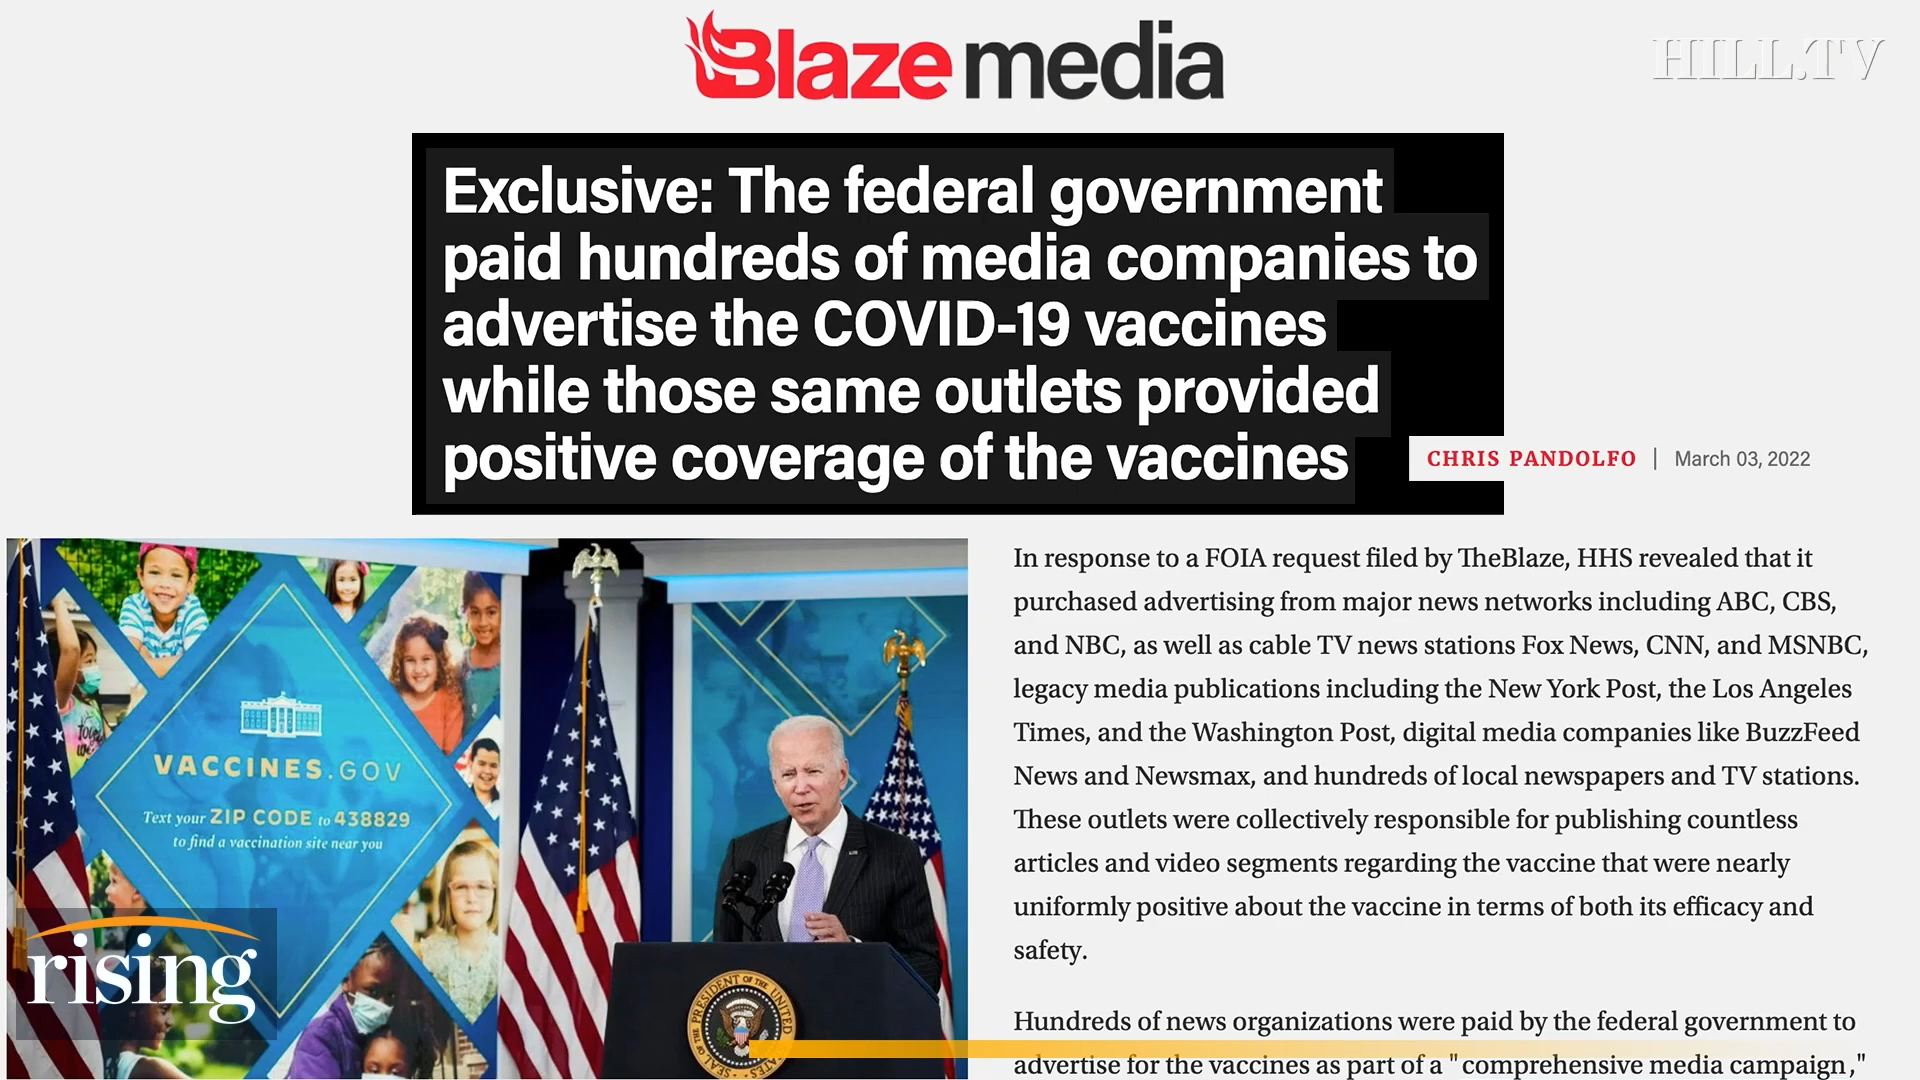 Blaze media
HILL.TV
Exclusive: The federal government
paid hundreds of media companies to
advertise the COVID-19 vaccines
while those same outlets provided
positive coverage of the vaccines
CHRIS PANDOLFO | March 03, 2022
VACCINES.GOV
Text your ZIP CODE to 438829
to find a vaccination site near you
rising
SEAL OF THE PRESIDENT OF THE UNITED STATES
In response to a FOIA request filed by TheBlaze, HHS revealed that it
purchased advertising from major news networks including ABC, CBS,
and NBC, as well as cable TV news stations Fox News, CNN, and MSNBC,
legacy media publications including the New York Post, the Los Angeles
Times, and the Washington Post, digital media companies like BuzzFeed
News and Newsmax, and hundreds of local newspapers and TV stations.
These outlets were collectively responsible for publishing countless
articles and video segments regarding the vaccine that were nearly
uniformly positive about the vaccine in terms of both its efficacy and
safety.
Hundreds of news organizations were paid by the federal government to
advertise for the vaccines as part of a "comprehensive media campaign,"